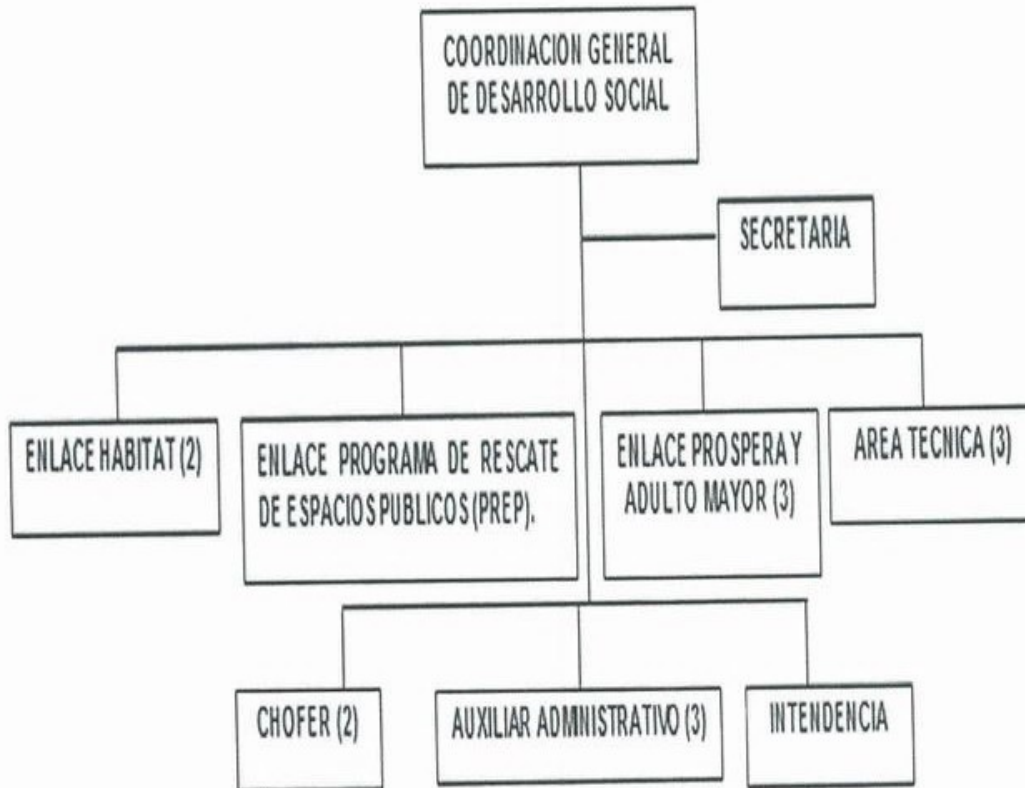 COORDINACION GENERAL
DE DESARROLLO SOCIAL
SECRETARIA
ENLACE HABITAT (2)
ENLACE PROGRAMA DE RESCATE
DE ESPACIOS PUBLICOS (PREP).
ENLACE PROSPERA Y
ADULTO MAYOR (3)
AREA TECNICA (3)
CHOFER (2)
AUXILIAR ADMINISTRATIVO (3)
INTENDENCIA